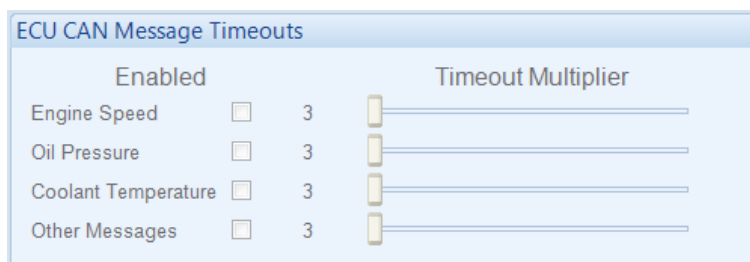 ECU CAN Message Timeouts
Enabled Timeout Multiplier
Engine Speed 3
Oil Pressure 3
Coolant Temperature 3
Other Messages 3